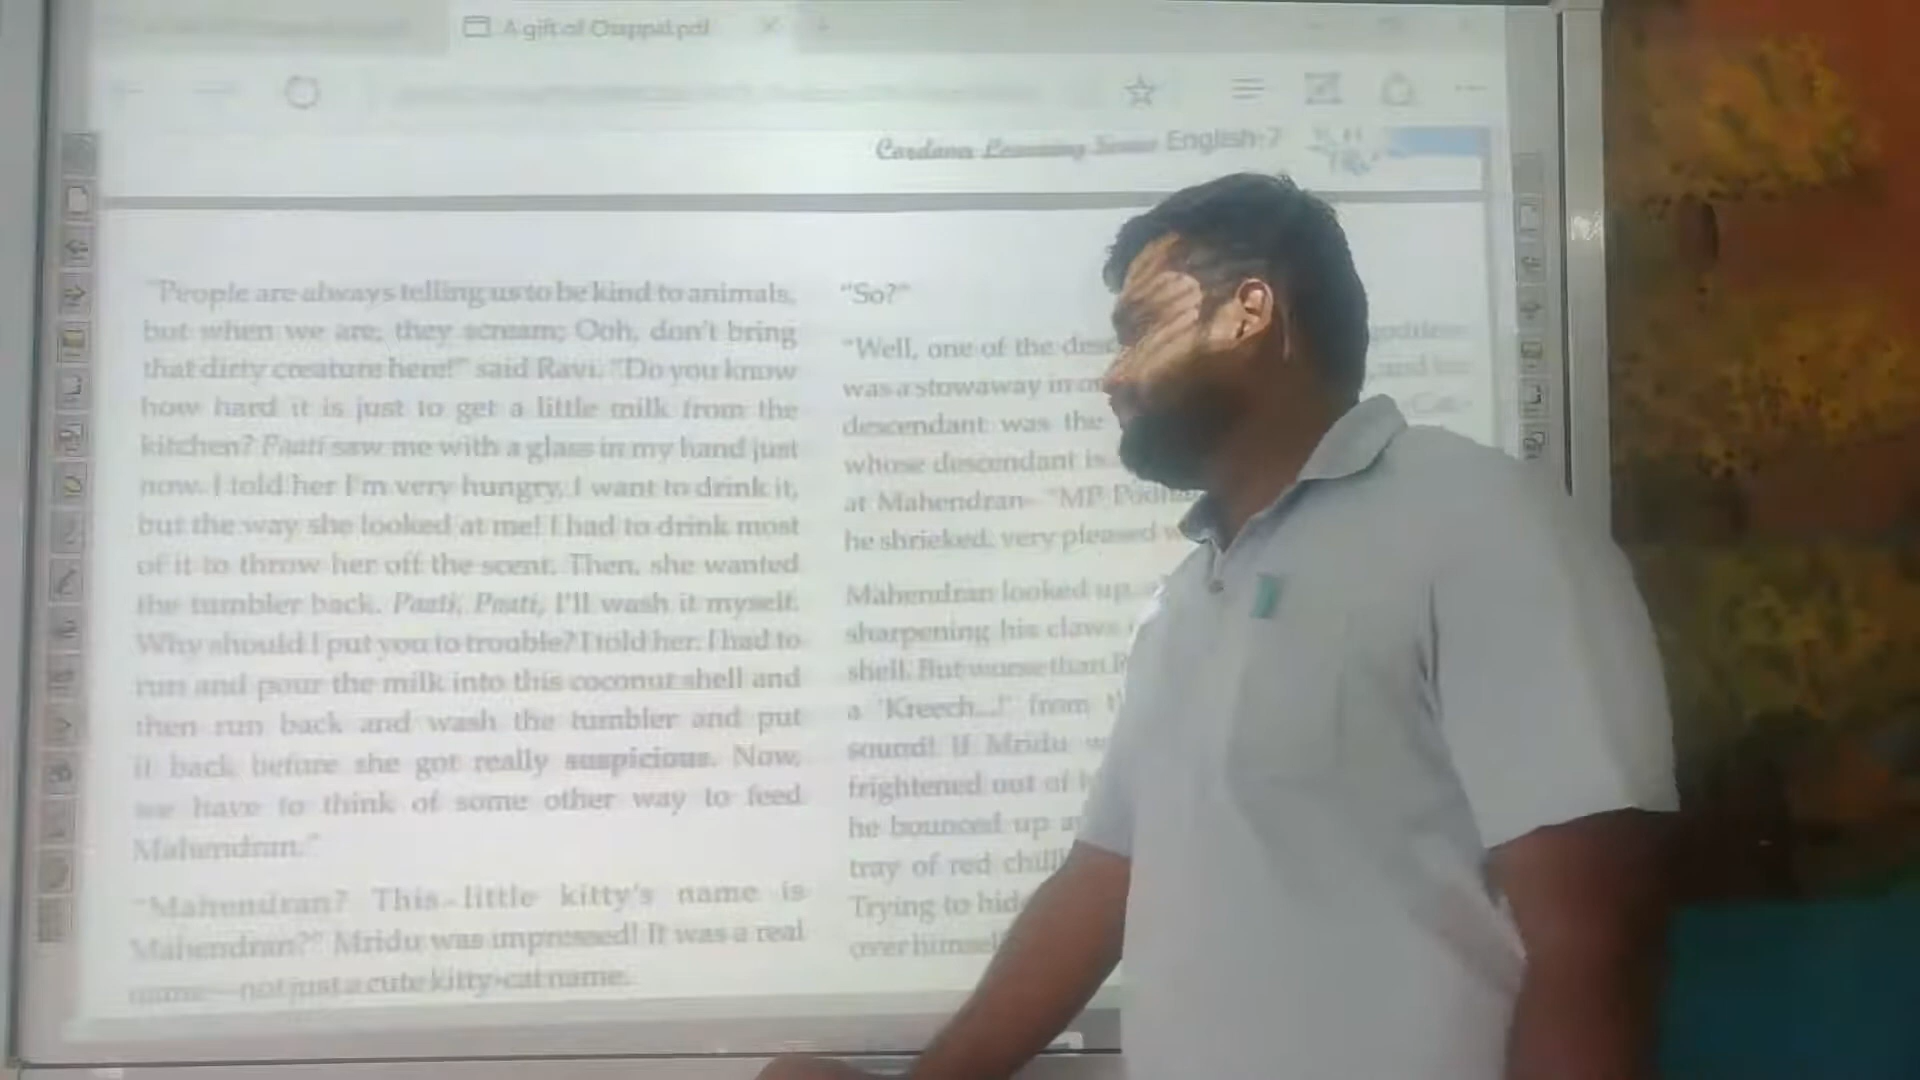 A gift of Osappal.pdf
Cordova Learning Series English-7
"People are always telling us to be kind to animals,
but when we are, they scream; Ooh, don't bring
that dirty creature here!" said Ravi. "Do you know
how hard it is just to get a little milk from the
kitchen? Paati saw me with a glass in my hand just
now. I told her I'm very hungry, I want to drink it,
but the way she looked at me! I had to drink most
of it to throw her off the scent. Then, she wanted
the tumbler back. Paati, Paati, I'll wash it myself.
Why should I put you to trouble? I told her. I had to
run and pour the milk into this coconut shell and
then run back and wash the tumbler and put
it back before she got really suspicious. Now,
we have to think of some other way to feed
Mahendran."
"Mahendran? This little kitty's name is
Mahendran?" Mridu was impressed! It was a real
name—not just a cute kitty-cat name.
"So?"
"Well, one of the
was a stowaway in
descendant was the
whose descendant is
at Mahendran- "MP
he shrieked, very pleased
Mahendran looked up,
sharpening his claws
shell. But worse than
a 'Kreech...!' from
sound! If Mridu
frightened out of
he bounced up
tray of red
Trying to
over